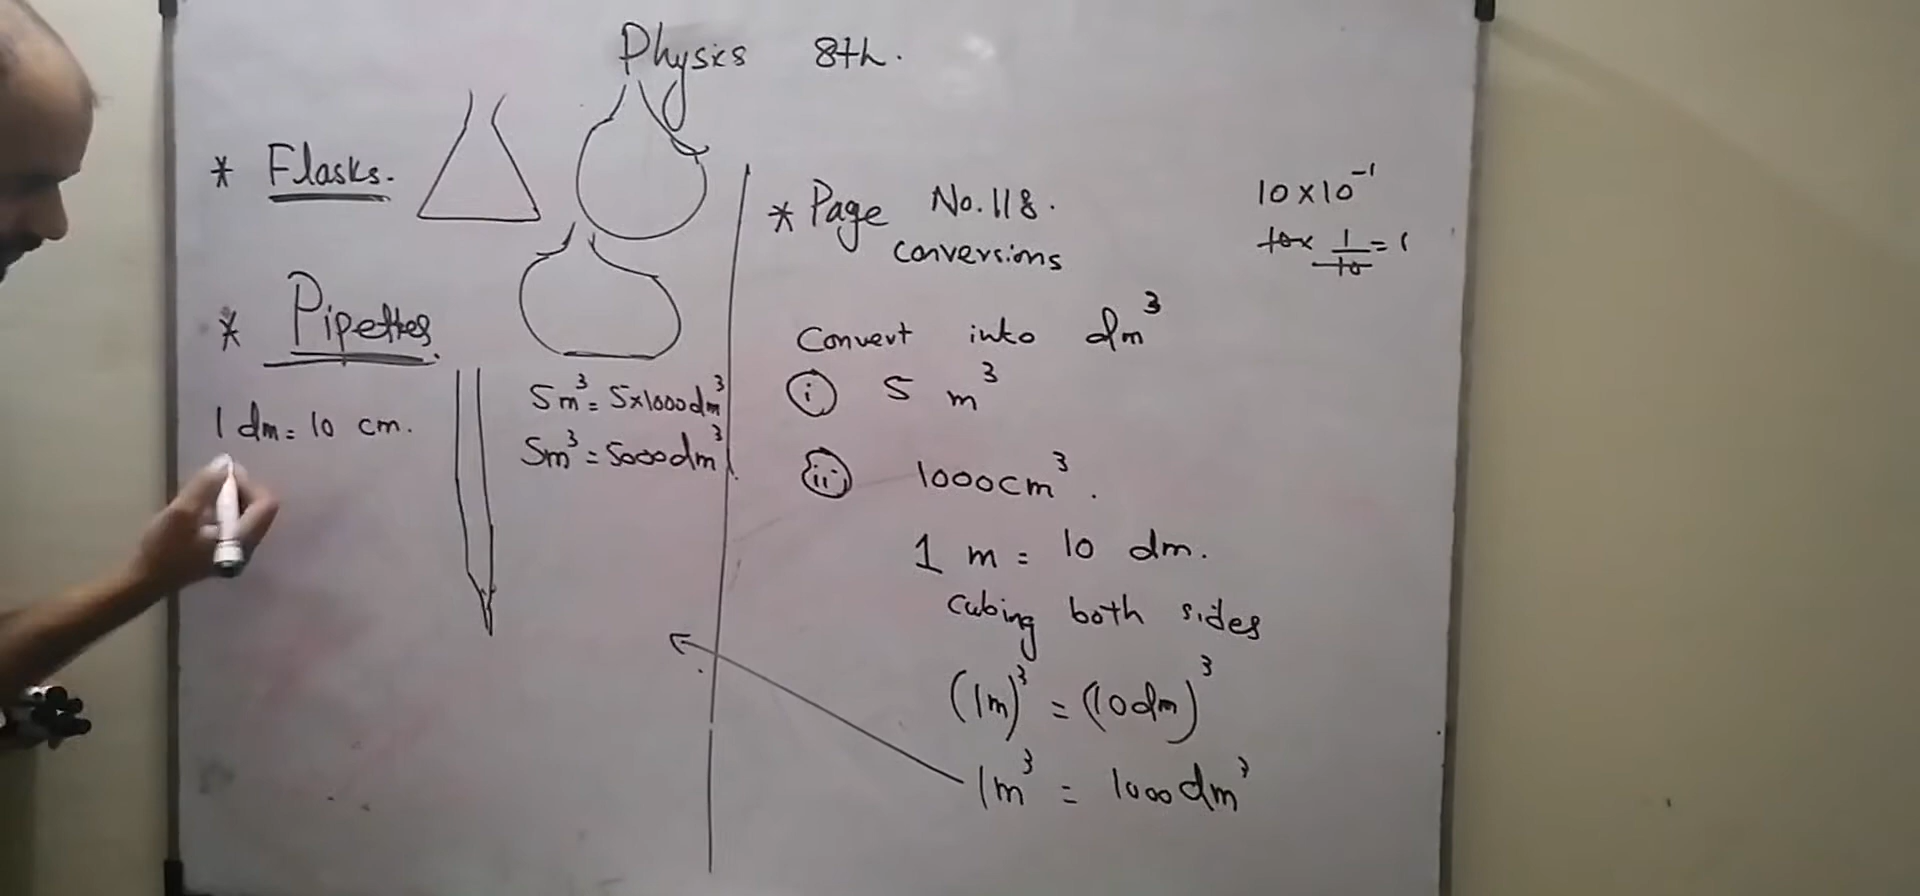 Physics 8th.
* Flasks.
* Pipettes.
1 dm = 10 cm.
5m³ = 5x1000dm³
5m³ = 5000dm³
* Page No. 118.
conversions
10 x 10⁻¹
10 x 1/10 = 1
Convert into dm³
(i) 5 m³
(ii) 1000cm³.
1 m = 10 dm.
cubing both sides
(1m)³ = (10dm)³
1m³ = 1000dm³